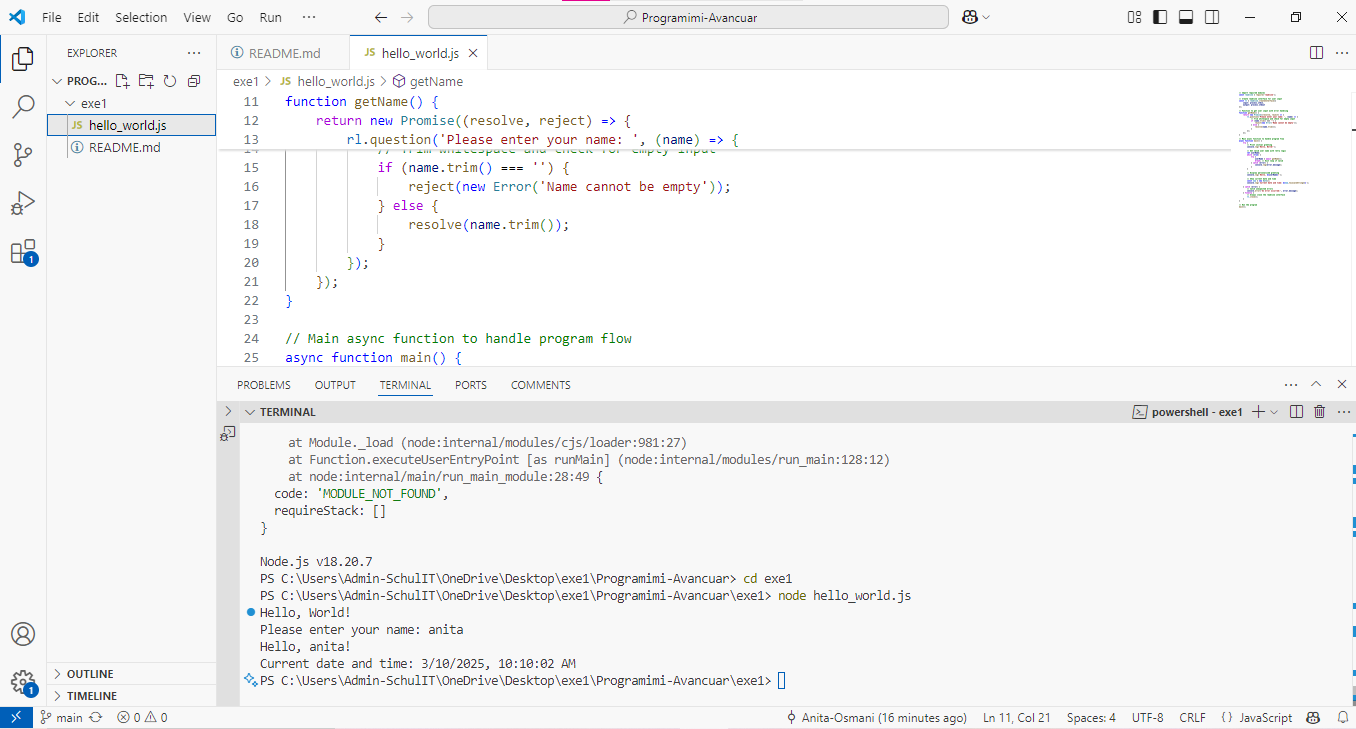 File Edit Selection View Go Run ··· Programimi-Avancuar
EXPLORER ···
PROG...
exe1
JS hello_world.js
README.md
OUTLINE
TIMELINE
README.md JS hello_world.js
exe1 > JS hello_world.js > getName
11 function getName() {
12 return new Promise((resolve, reject) => {
13 rl.question('Please enter your name: ', (name) => {
14 // Trim whitespace and check for empty input
15 if (name.trim() === '') {
16 reject(new Error('Name cannot be empty'));
17 } else {
18 resolve(name.trim());
19 }
20 });
21 });
22 }
23
24 // Main async function to handle program flow
25 async function main() {
PROBLEMS OUTPUT TERMINAL PORTS COMMENTS ···
TERMINAL powershell - exe1 ···
at Module._load (node:internal/modules/cjs/loader:981:27)
at Function.executeUserEntryPoint [as runMain] (node:internal/modules/run_main:128:12)
at node:internal/main/run_main_module:28:49 {
code: 'MODULE_NOT_FOUND',
requireStack: []
}
Node.js v18.20.7
PS C:\Users\Admin-SchulIT\OneDrive\Desktop\exe1\Programimi-Avancuar> cd exe1
PS C:\Users\Admin-SchulIT\OneDrive\Desktop\exe1\Programimi-Avancuar\exe1> node hello_world.js
Hello, World!
Please enter your name: anita
Hello, anita!
Current date and time: 3/10/2025, 10:10:02 AM
PS C:\Users\Admin-SchulIT\OneDrive\Desktop\exe1\Programimi-Avancuar\exe1>
1
1
main 0 0 Anita-Osmani (16 minutes ago) Ln 11, Col 21 Spaces: 4 UTF-8 CRLF {} JavaScript